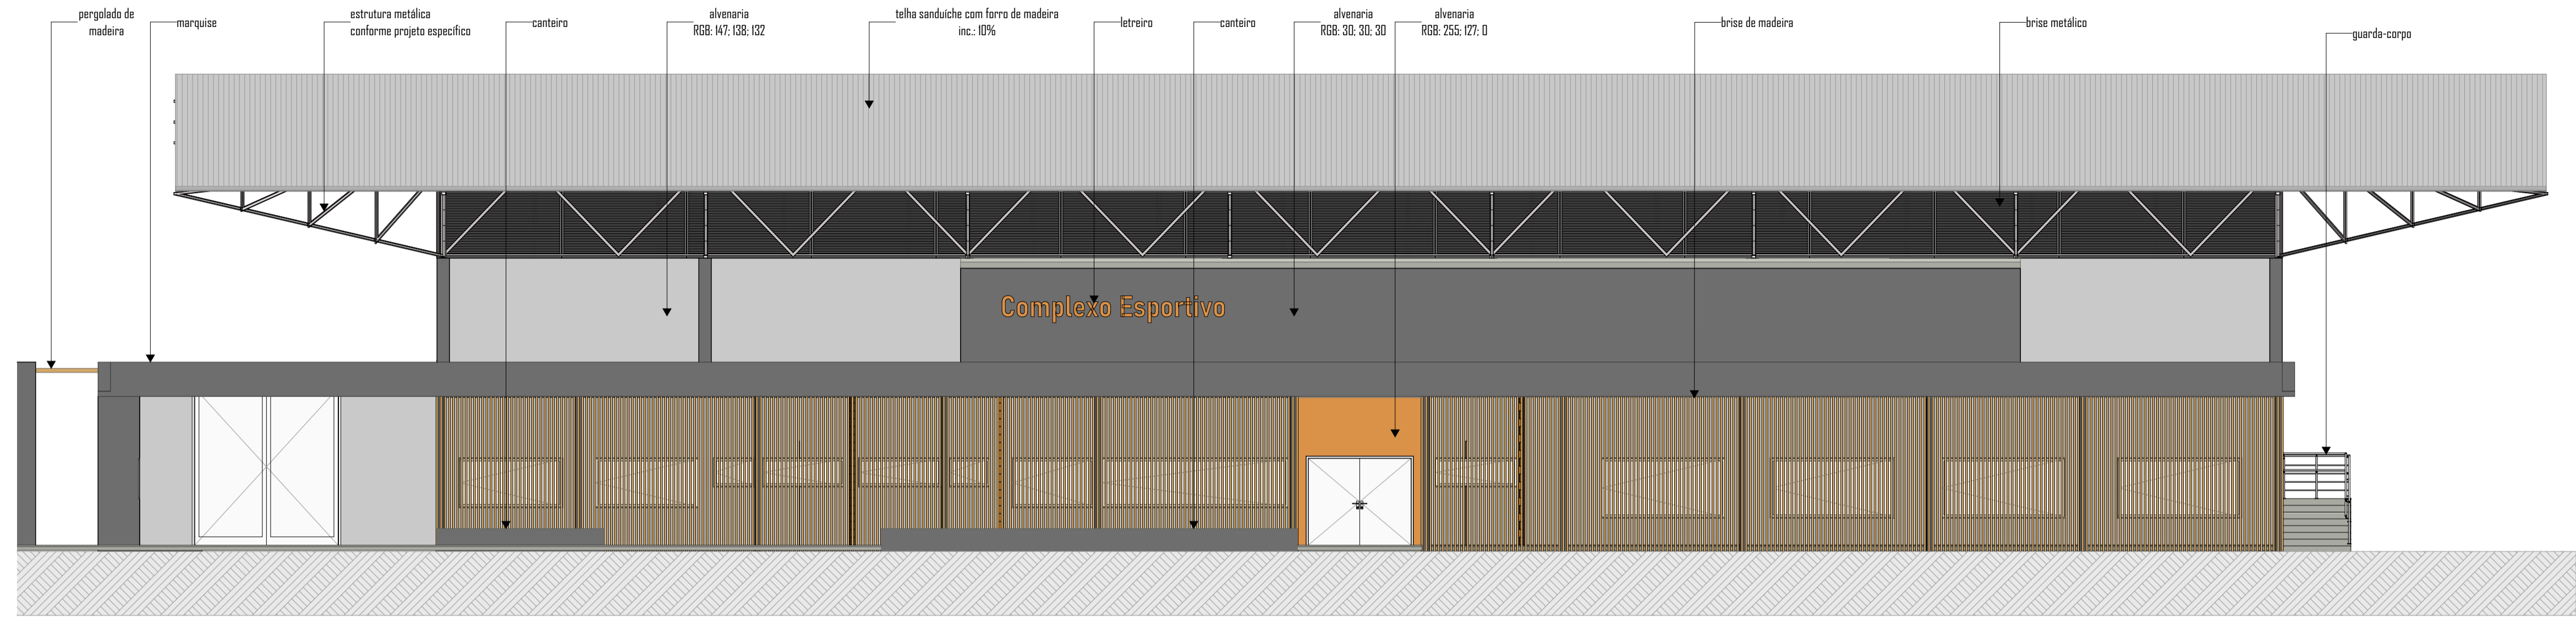 pergolado de
madeira
marquise
estrutura metálica
conforme projeto específico
canteiro
alvenaria
RGB: 147; 138; 132
telha sanduíche com forro de madeira
inc.: 10%
letreiro
canteiro
alvenaria
RGB: 30; 30; 30
alvenaria
RGB: 255; 127; 0
brise de madeira
brise metálico
guarda-corpo
Complexo Esportivo